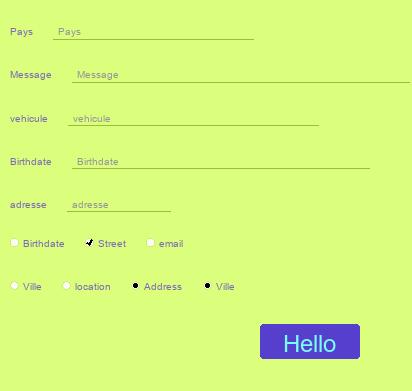 Pays Pays
Message Message
vehicule vehicule
Birthdate Birthdate
adresse adresse
Birthdate Street email
Ville location Address Ville
Hello